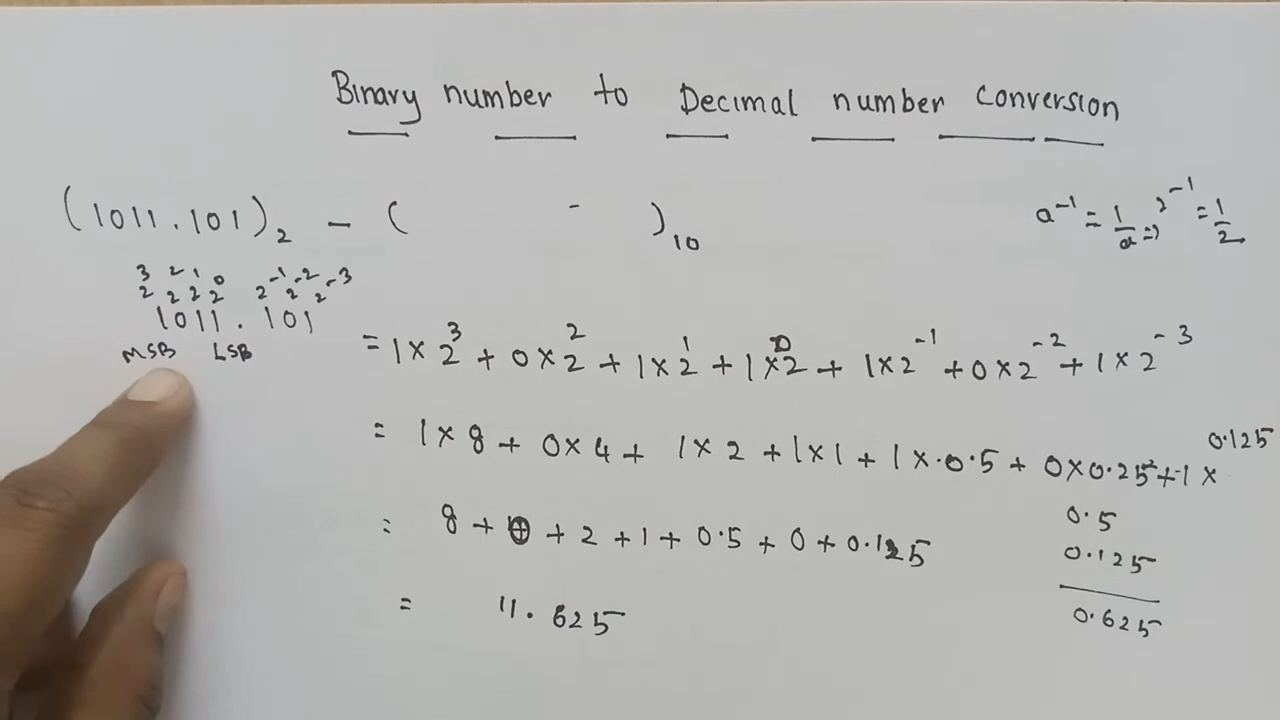 Binary number to Decimal number conversion
(1011.101)₂ – ( - )₁₀
a⁻¹ = 1/a => 2⁻¹ = 1/2
2³ 2² 2¹ 2⁰ 2⁻¹ 2⁻² 2⁻³
1011.101
MSB LSB
= 1×2³ + 0×2² + 1×2¹ + 1×2⁰ + 1×2⁻¹ + 0×2⁻² + 1×2⁻³
= 1×8 + 0×4 + 1×2 + 1×1 + 1×0.5 + 0×0.25 + 1× 0.125
= 8 + 0 + 2 + 1 + 0.5 + 0 + 0.125
= 11.625
0.5
0.125
0.625